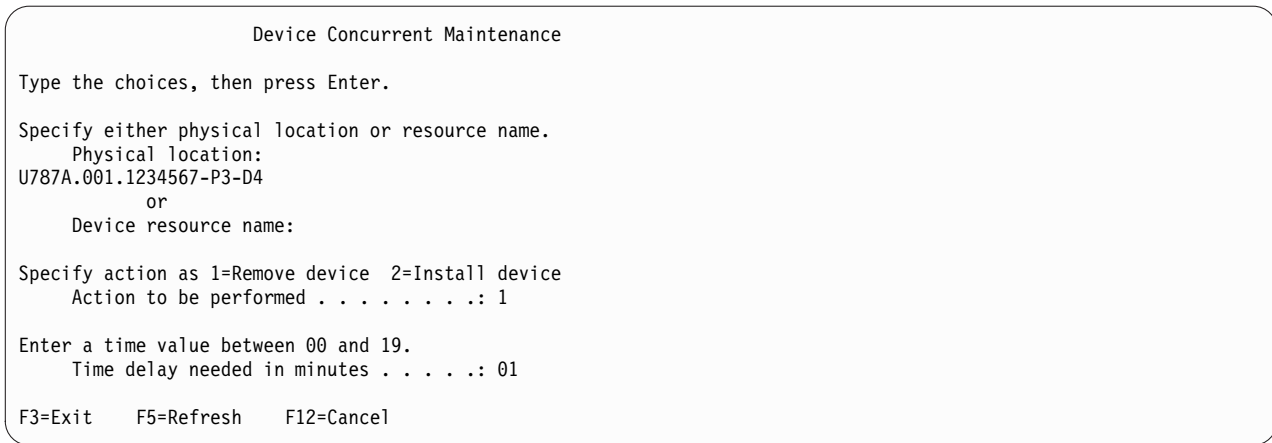 Device Concurrent Maintenance
Type the choices, then press Enter.
Specify either physical location or resource name.
Physical location:
U787A.001.1234567-P3-D4
or
Device resource name:
Specify action as 1=Remove device 2=Install device
Action to be performed . . . . . . . .: 1
Enter a time value between 00 and 19.
Time delay needed in minutes . . . . .: 01
F3=Exit F5=Refresh F12=Cancel